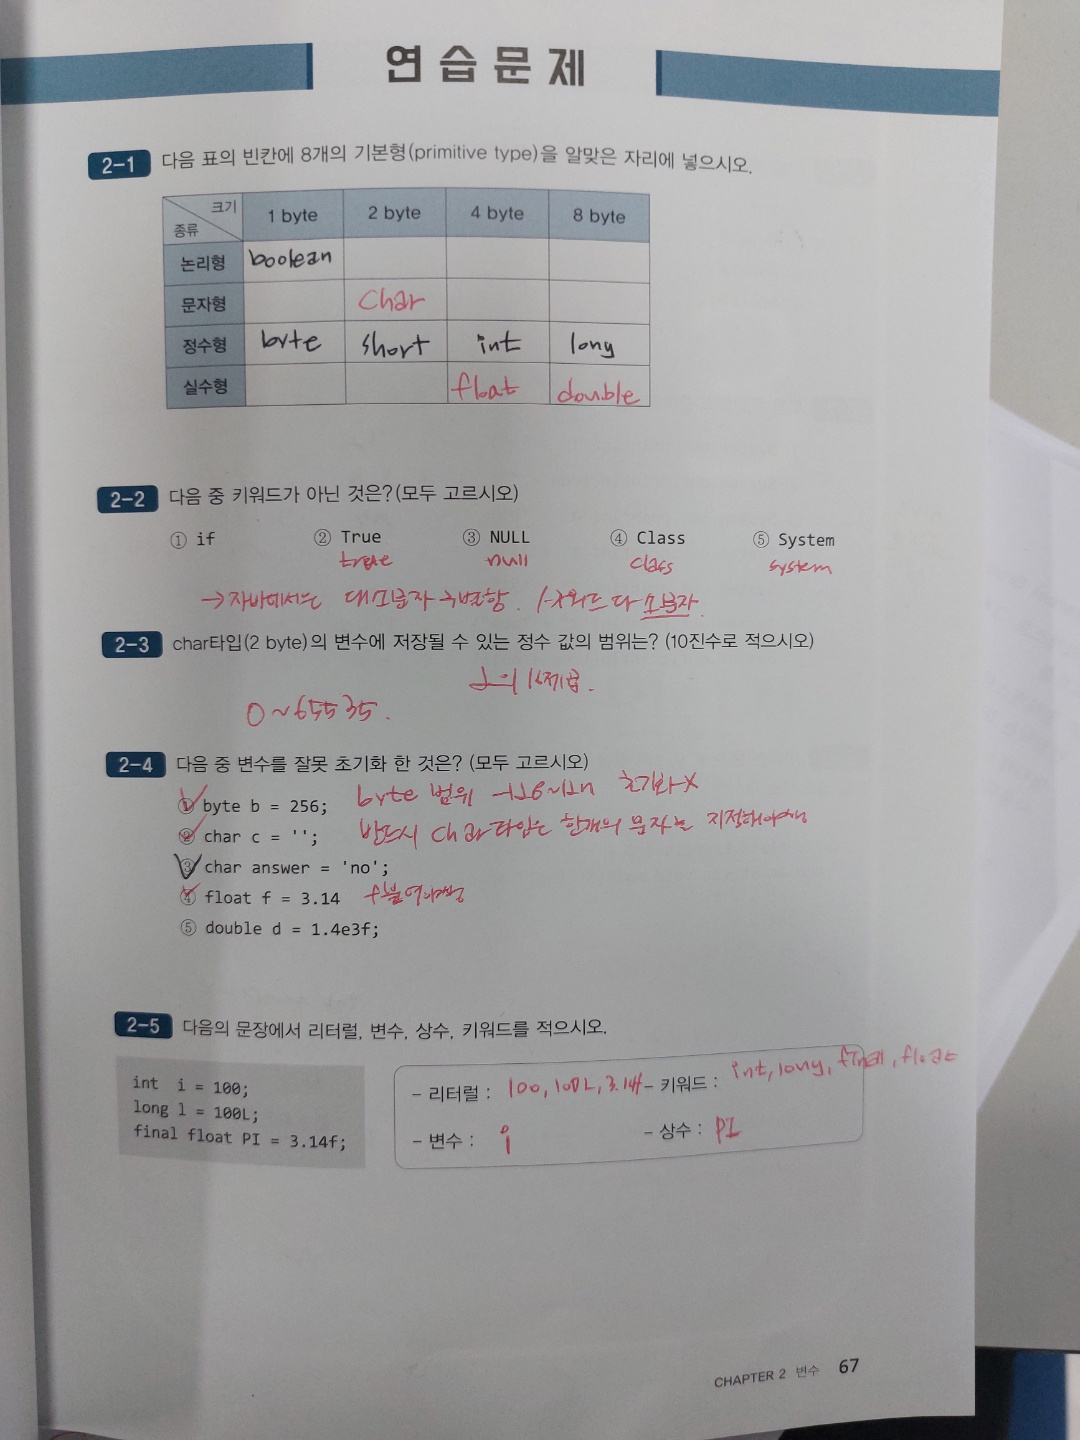 연습문제
2-1 다음 표의 빈칸에 8개의 기본형(primitive type)을 알맞은 자리에 넣으시오.
크기
종류
1 byte 2 byte 4 byte 8 byte
논리형 boolean
문자형 char
정수형 byte short int long
실수형 float double
2-2 다음 중 키워드가 아닌 것은?(모두 고르시오)
① if ② True ③ NULL ④ Class ⑤ System
true null class system
→ 자바에서는 대소문자 구별함. 키워드 다 소문자.
2-3 char타입(2 byte)의 변수에 저장될 수 있는 정수 값의 범위는? (10진수로 적으시오)
2의 16제곱.
0~65535.
2-4 다음 중 변수를 잘못 초기화 한 것은? (모두 고르시오)
① byte b = 256; byte 범위 초기화 X
② char c = ''; 반드시 char타입은 한개의 문자를 지정해야함
③ char answer = 'no';
④ float f = 3.14 f붙여야함
⑤ double d = 1.4e3f;
2-5 다음의 문장에서 리터럴, 변수, 상수, 키워드를 적으시오.
int i = 100;
long l = 100L;
final float PI = 3.14f;
- 리터럴 : 100, 100L, 3.14f - 키워드 : int, long, final, float
- 변수 : i - 상수 : PI
CHAPTER 2 변수 67